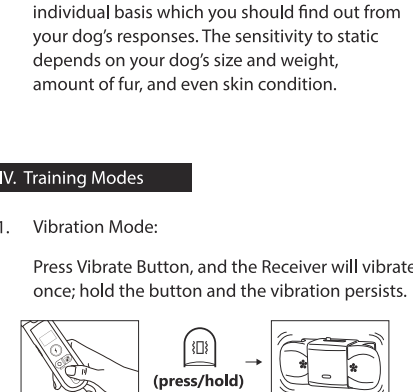 individual basis which you should find out from
your dog's responses. The sensitivity to static
depends on your dog's size and weight,
amount of fur, and even skin condition.
IV. Training Modes
1. Vibration Mode:
Press Vibrate Button, and the Receiver will vibrate
once; hold the button and the vibration persists.
(press/hold)